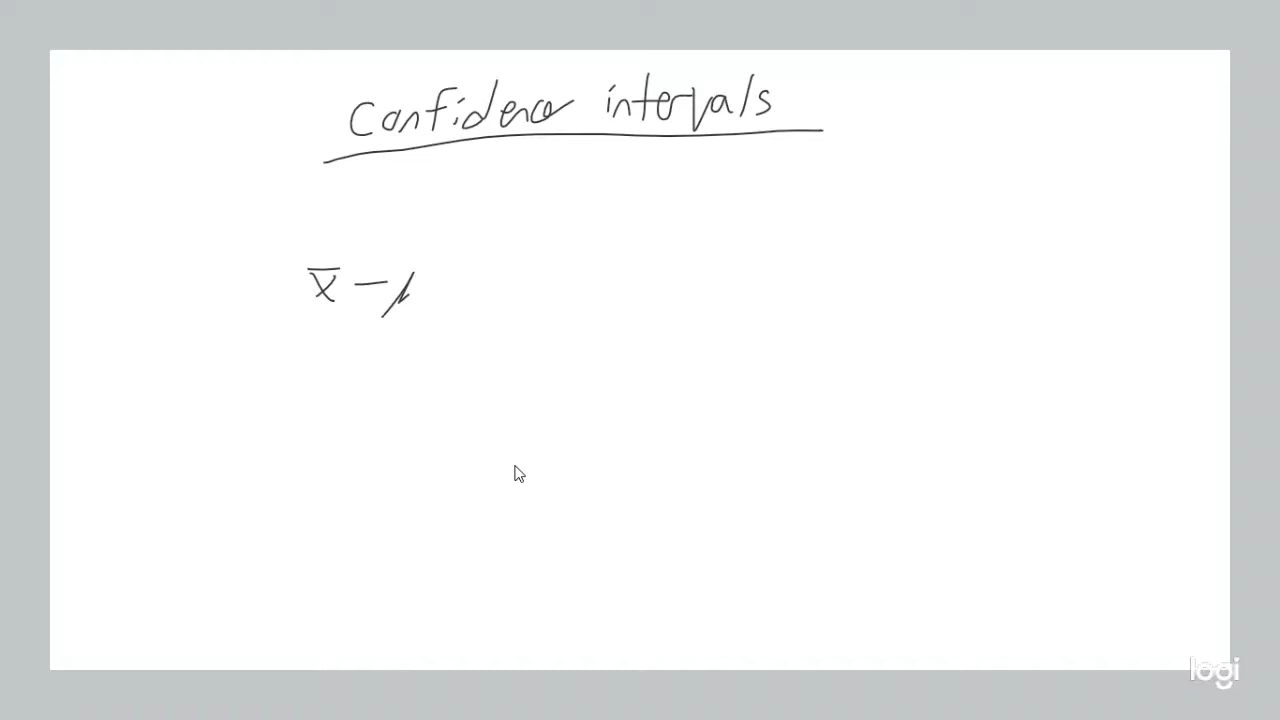 Confidence intervals
x̅ - μ
logi